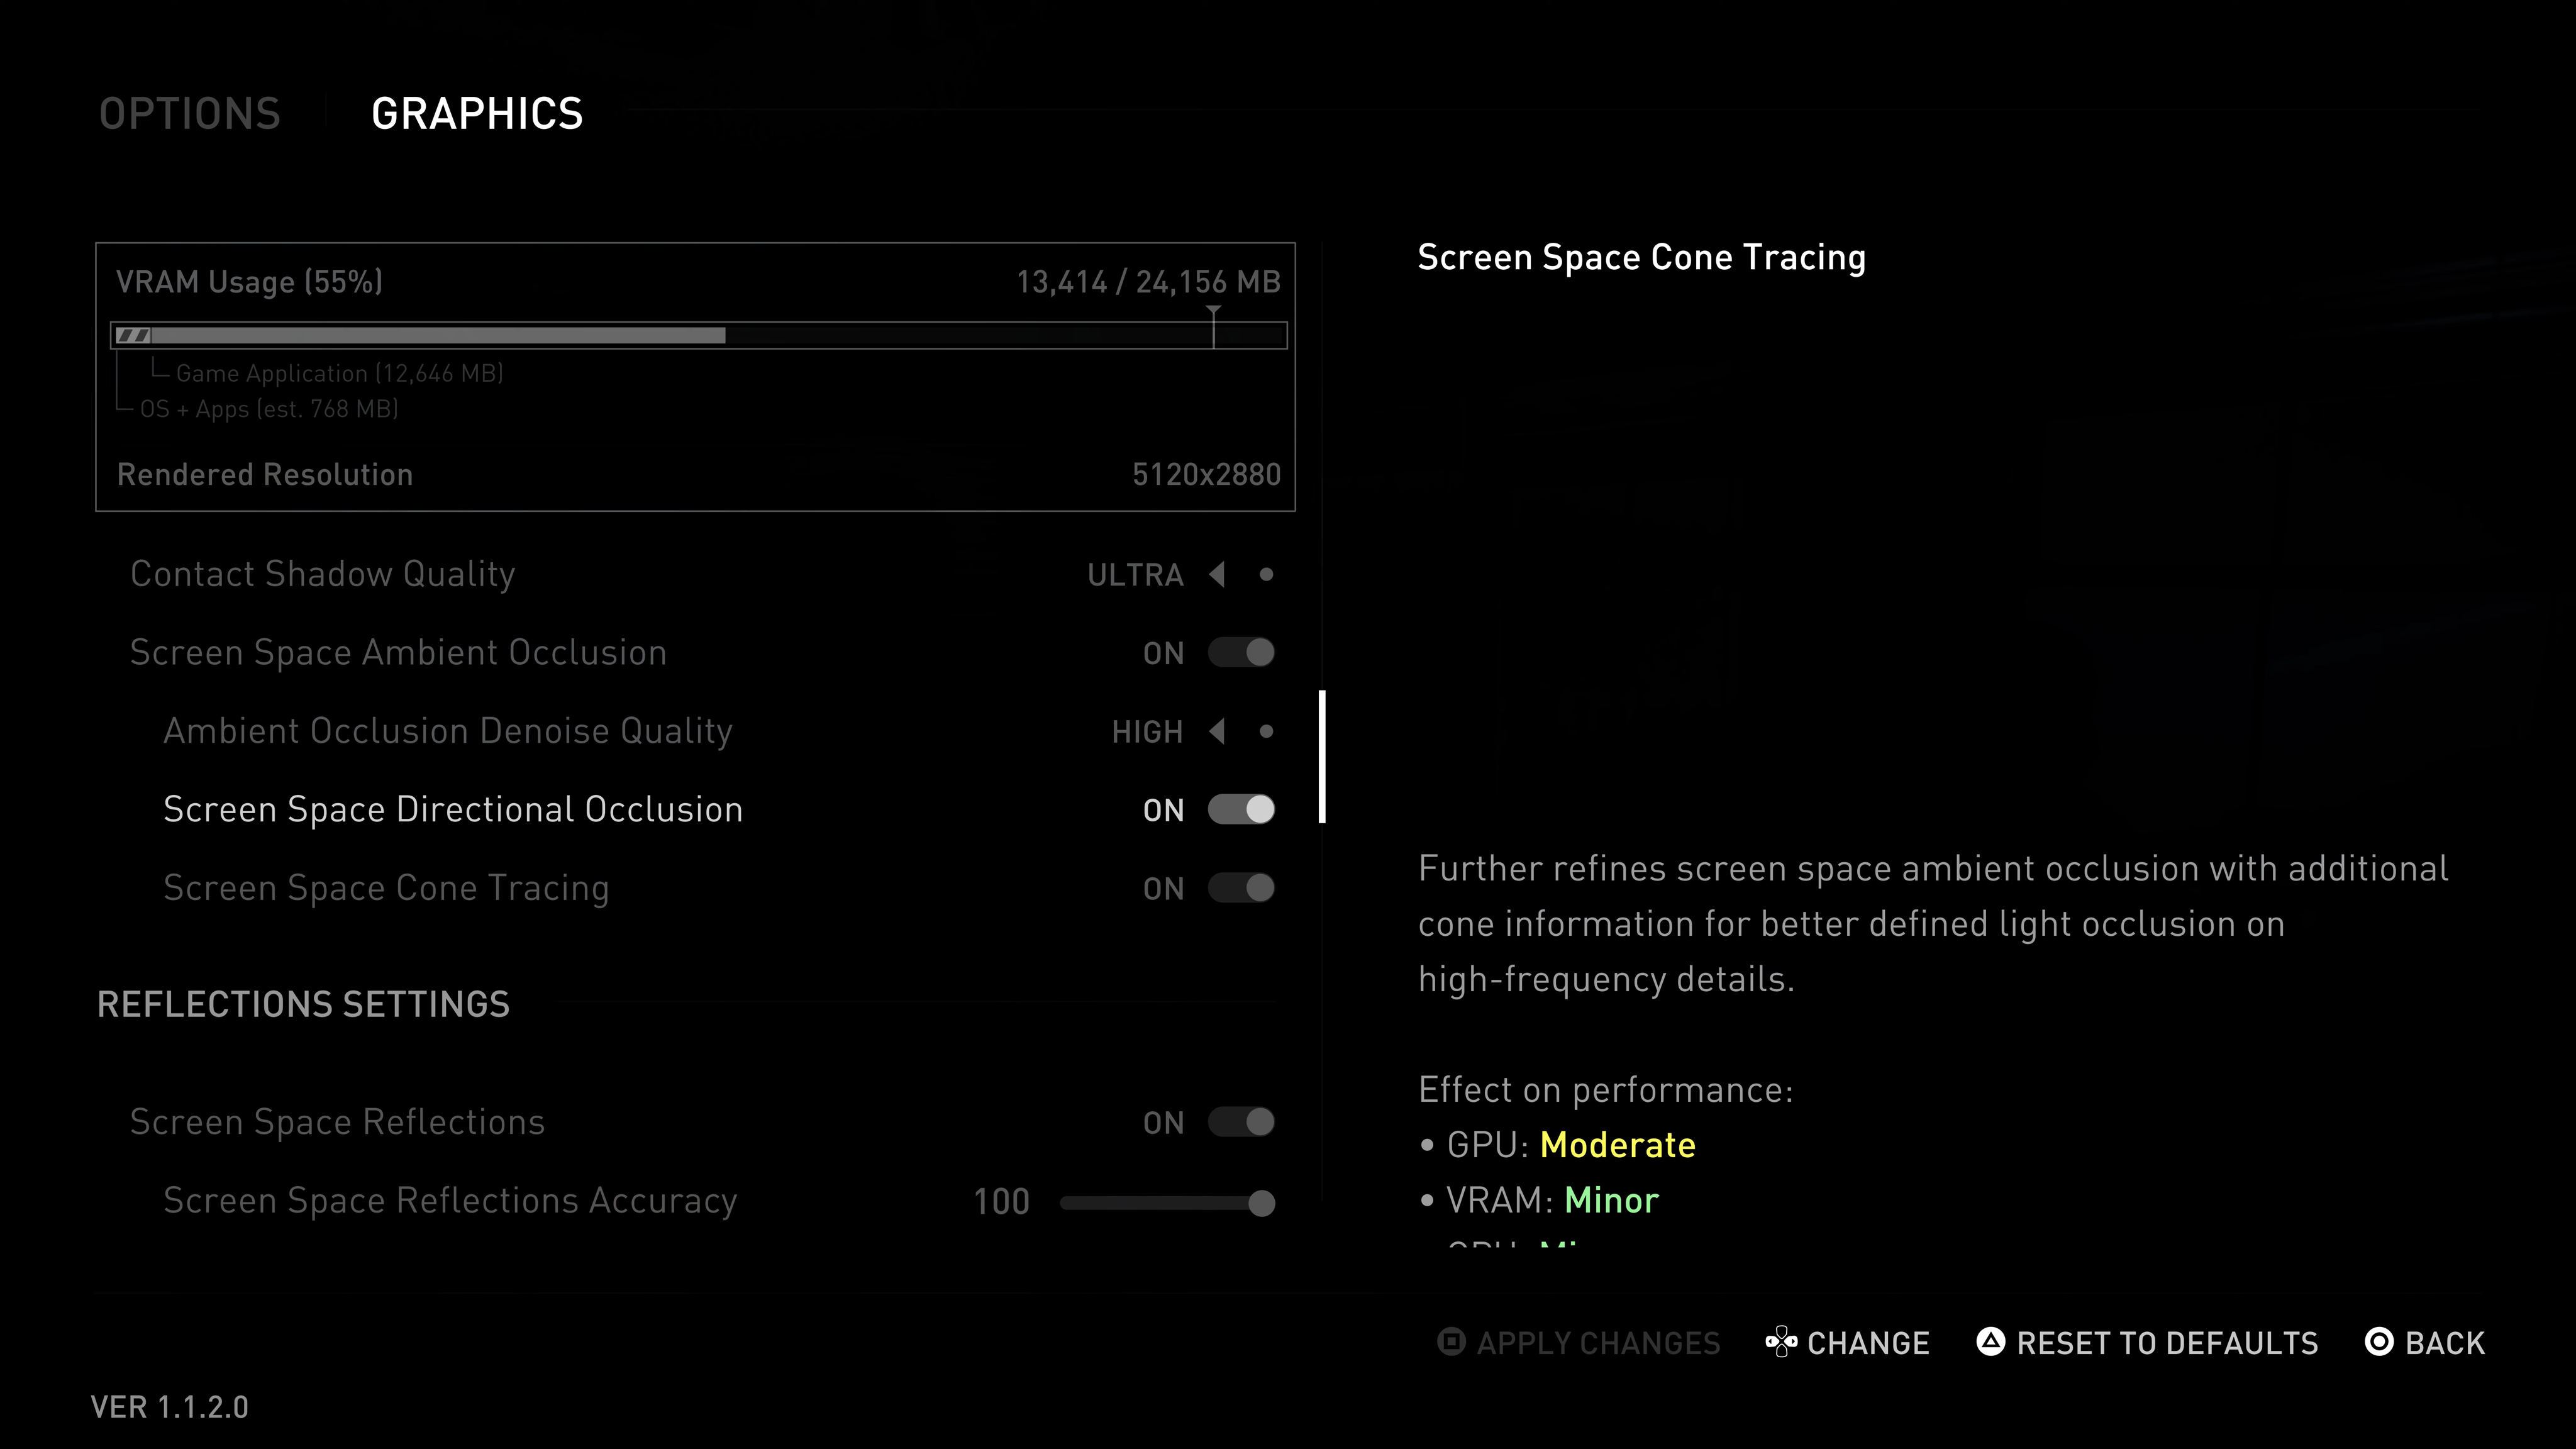 OPTIONS
GRAPHICS
VRAM Usage (55%)
13,414 / 24,156 MB
Game Application (12,646 MB)
OS + Apps (est. 768 MB)
Rendered Resolution
5120x2880
Contact Shadow Quality
ULTRA
Screen Space Ambient Occlusion
ON
Ambient Occlusion Denoise Quality
HIGH
Screen Space Directional Occlusion
ON
Screen Space Cone Tracing
ON
REFLECTIONS SETTINGS
Screen Space Reflections
ON
Screen Space Reflections Accuracy
100
Screen Space Cone Tracing
Further refines screen space ambient occlusion with additional
cone information for better defined light occlusion on
high-frequency details.
Effect on performance:
• GPU: Moderate
• VRAM: Minor
APPLY CHANGES
CHANGE
RESET TO DEFAULTS
BACK
VER 1.1.2.0